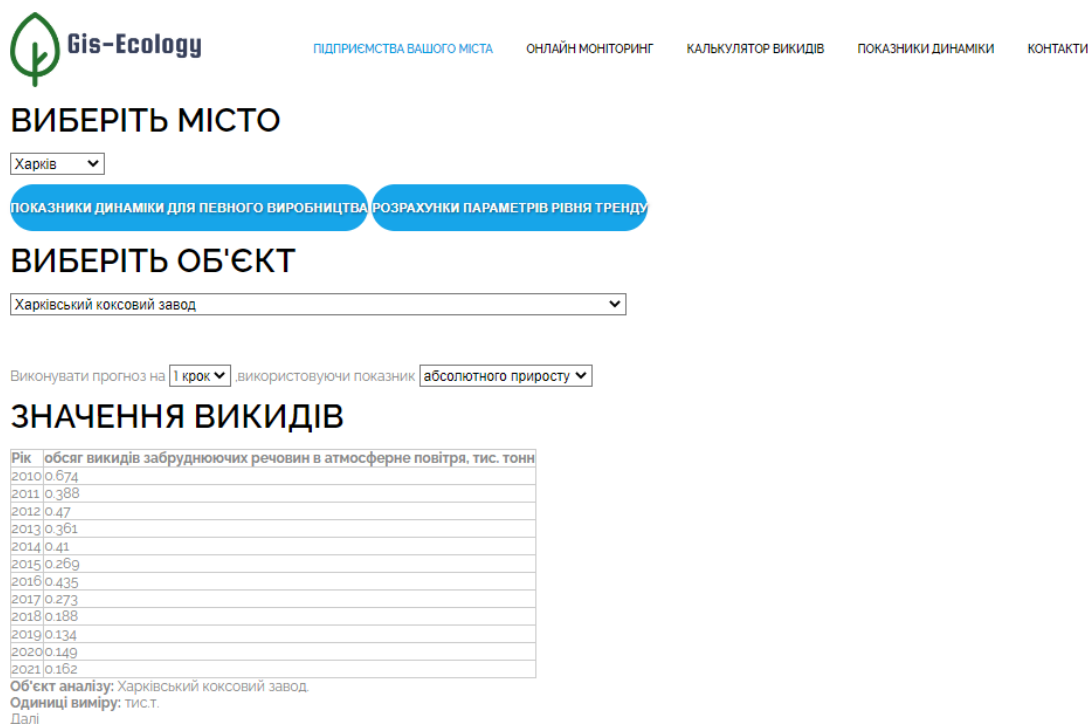 Gis-Ecology
ПІДПРИЄМСТВА ВАШОГО МІСТА ОНЛАЙН МОНІТОРИНГ КАЛЬКУЛЯТОР ВИКИДІВ ПОКАЗНИКИ ДИНАМІКИ КОНТАКТИ
ВИБЕРІТЬ МІСТО
Харків
ПОКАЗНИКИ ДИНАМІКИ ДЛЯ ПЕВНОГО ВИРОБНИЦТВА РОЗРАХУНКИ ПАРАМЕТРІВ РІВНЯ ТРЕНДУ
ВИБЕРІТЬ ОБ'ЄКТ
Харківський коксовий завод
Виконувати прогноз на 1 крок ,використовуючи показник абсолютного приросту
ЗНАЧЕННЯ ВИКИДІВ
Рік обсяг викидів забруднюючих речовин в атмосферне повітря, тис. тонн
2010 0.674
2011 0.388
2012 0.47
2013 0.361
2014 0.41
2015 0.269
2016 0.435
2017 0.273
2018 0.188
2019 0.134
2020 0.149
2021 0.162
Об'єкт аналізу: Харківський коксовий завод.
Одиниці виміру: тис.т.
Далі